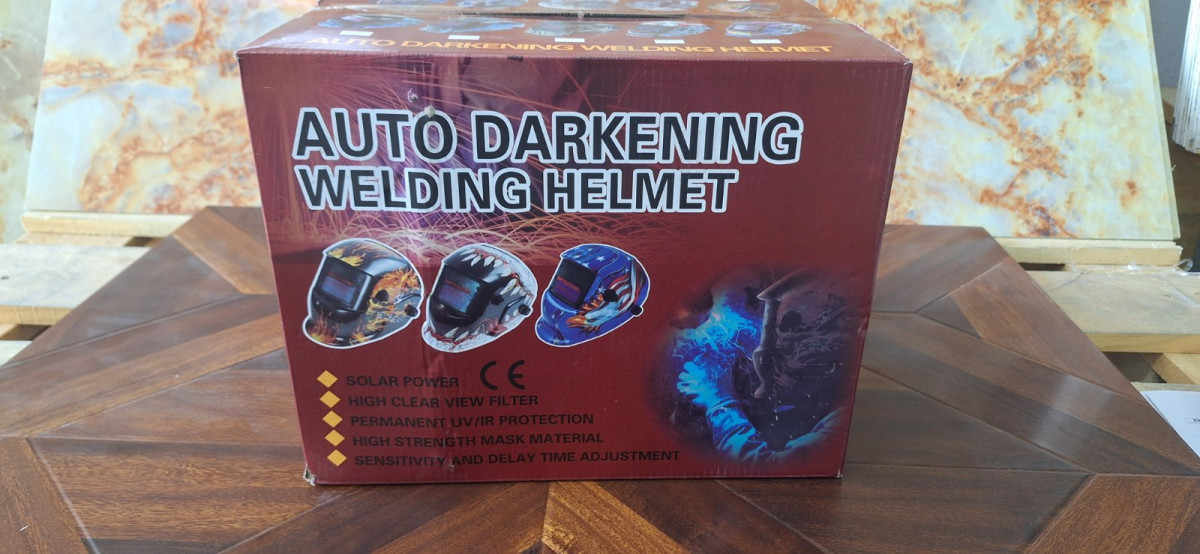 AUTO DARKENING WELDING HELMET
AUTO DARKENING
WELDING HELMET
SOLAR POWER CE
HIGH CLEAR VIEW FILTER
PERMANENT UV/IR PROTECTION
HIGH STRENGTH MASK MATERIAL
SENSITIVITY AND DELAY TIME ADJUSTMENT